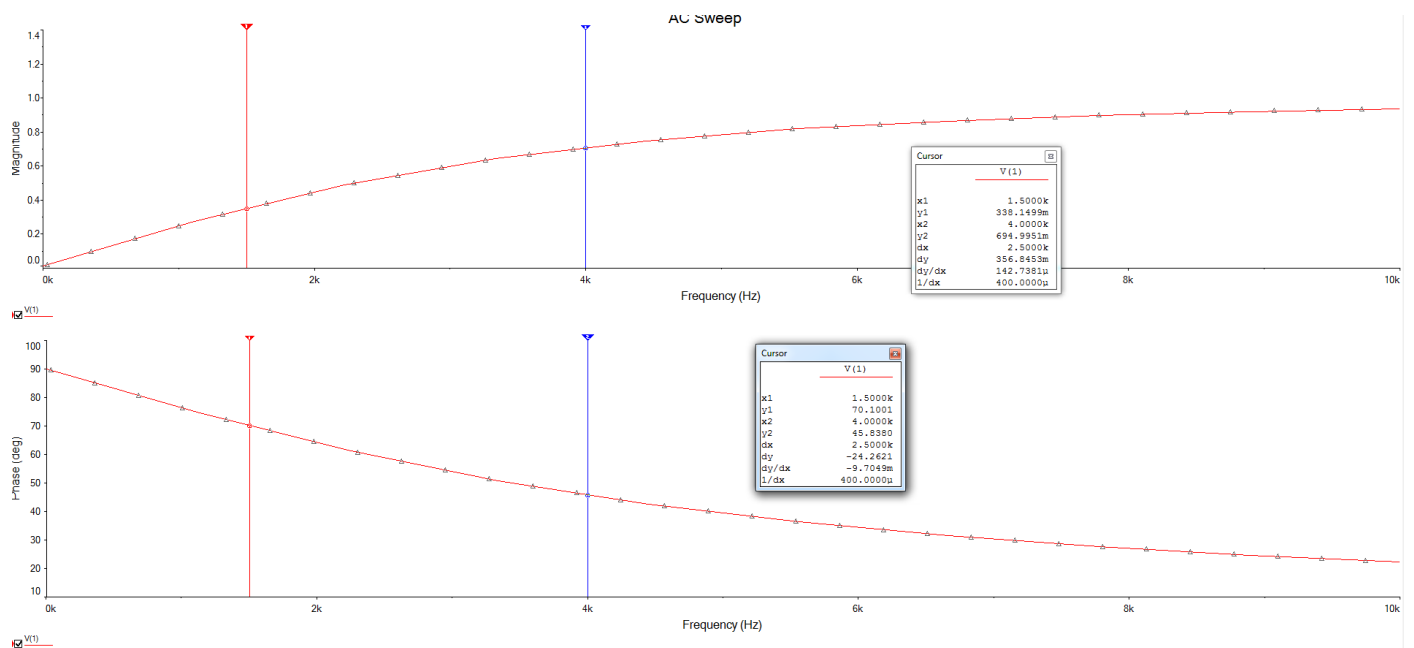 AC Sweep
1.4
1.2
1.0
0.8
0.6
0.4
0.2
0.0
Magnitude
0k 2k 4k 6k 8k 10k
Frequency (Hz)
V(1)
Cursor
V(1)
x1 1.5000k
y1 338.1499m
x2 4.0000k
y2 694.9951m
dx 2.5000k
dy 356.8453m
dy/dx 142.7381µ
1/dx 400.0000µ
100
90
80
70
60
50
40
30
20
10
Phase (deg)
0k 2k 4k 6k 8k 10k
Frequency (Hz)
V(1)
Cursor
V(1)
x1 1.5000k
y1 70.1001
x2 4.0000k
y2 45.8380
dx 2.5000k
dy -24.2621
dy/dx -9.7049m
1/dx 400.0000µ